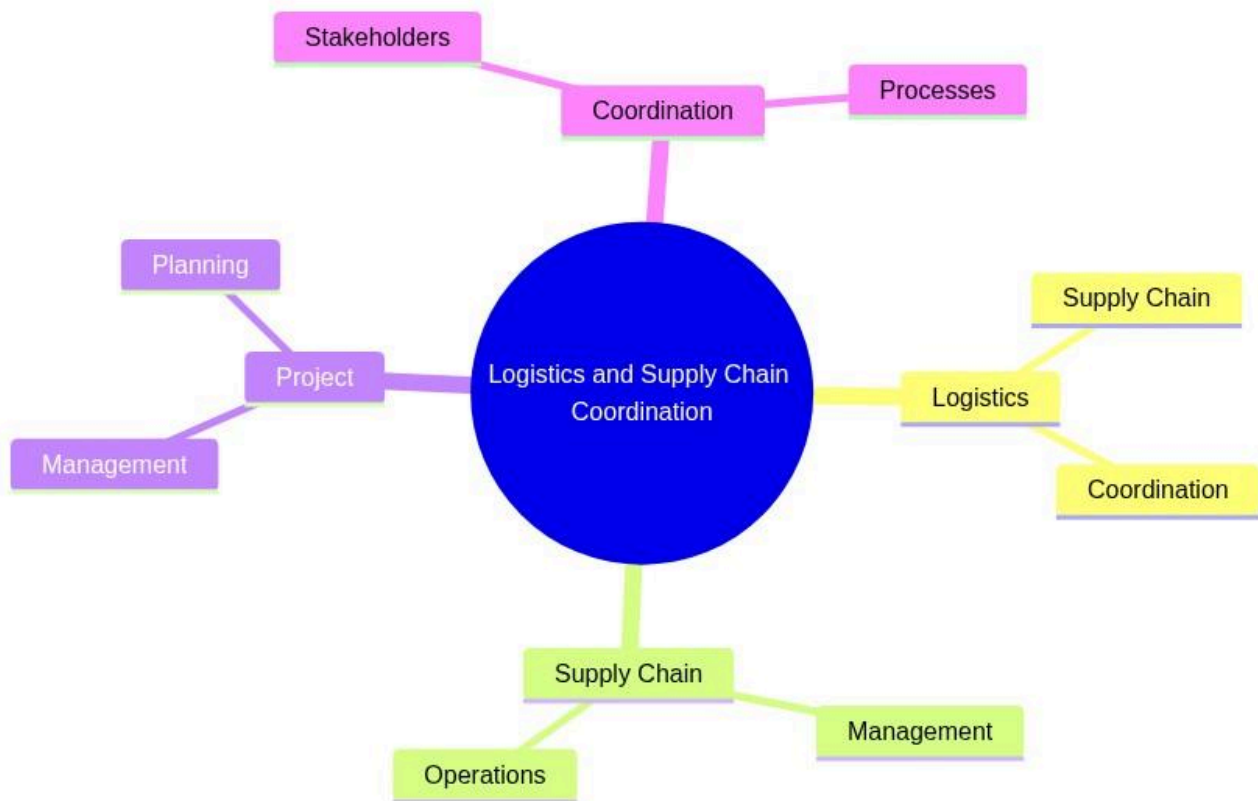 Stakeholders
Processes
Coordination
Planning
Supply Chain
Project
Logistics and Supply Chain
Coordination
Logistics
Management
Coordination
Supply Chain
Management
Operations